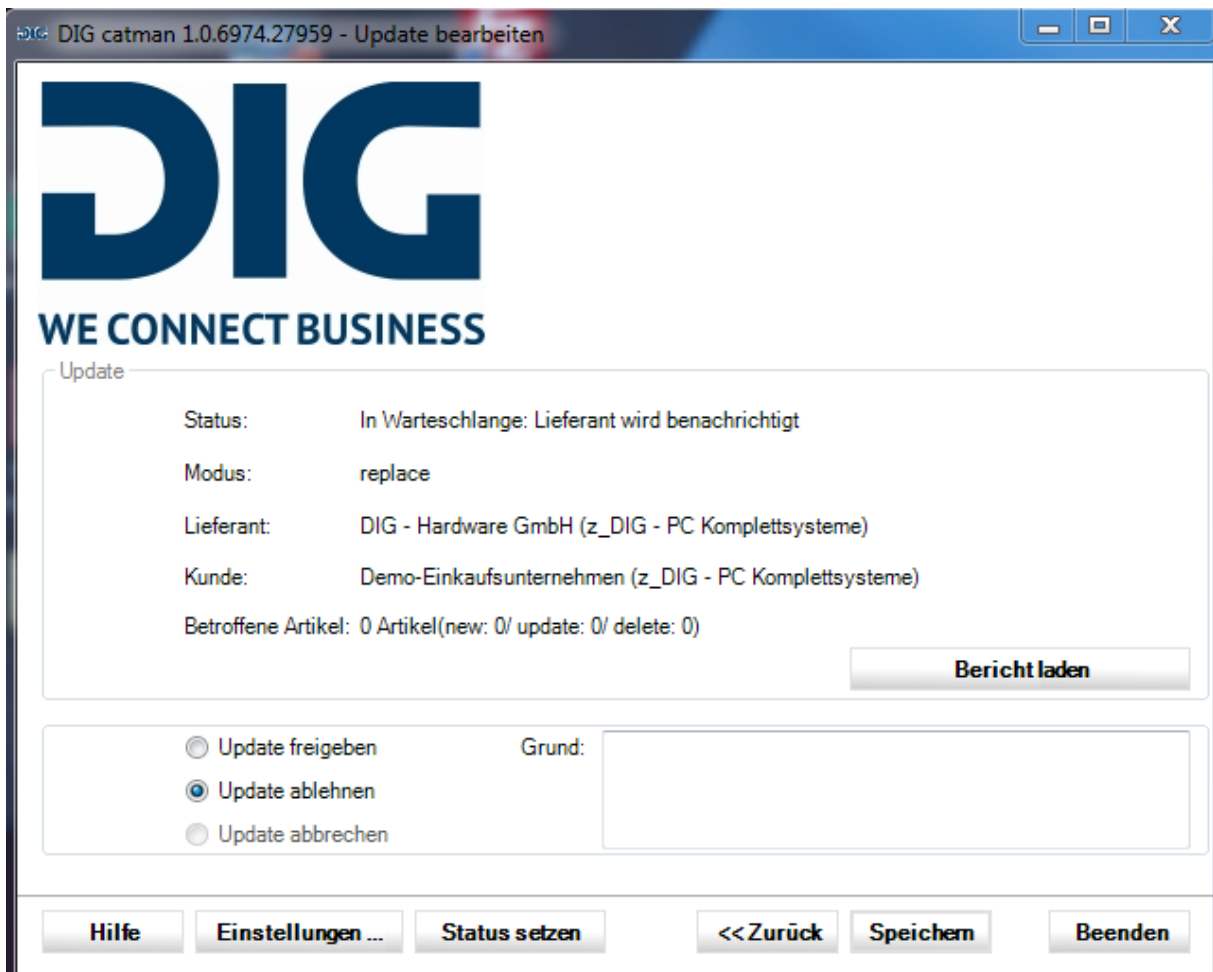 DIG DIG catman 1.0.6974.27959 - Update bearbeiten
DIG
WE CONNECT BUSINESS
Update
Status: In Warteschlange: Lieferant wird benachrichtigt
Modus: replace
Lieferant: DIG - Hardware GmbH (z_DIG - PC Komplettsysteme)
Kunde: Demo-Einkaufsunternehmen (z_DIG - PC Komplettsysteme)
Betroffene Artikel: 0 Artikel(new: 0/ update: 0/ delete: 0)
Bericht laden
Update freigeben Grund:
Update ablehnen
Update abbrechen
Hilfe Einstellungen ... Status setzen <<Zurück Speichern Beenden